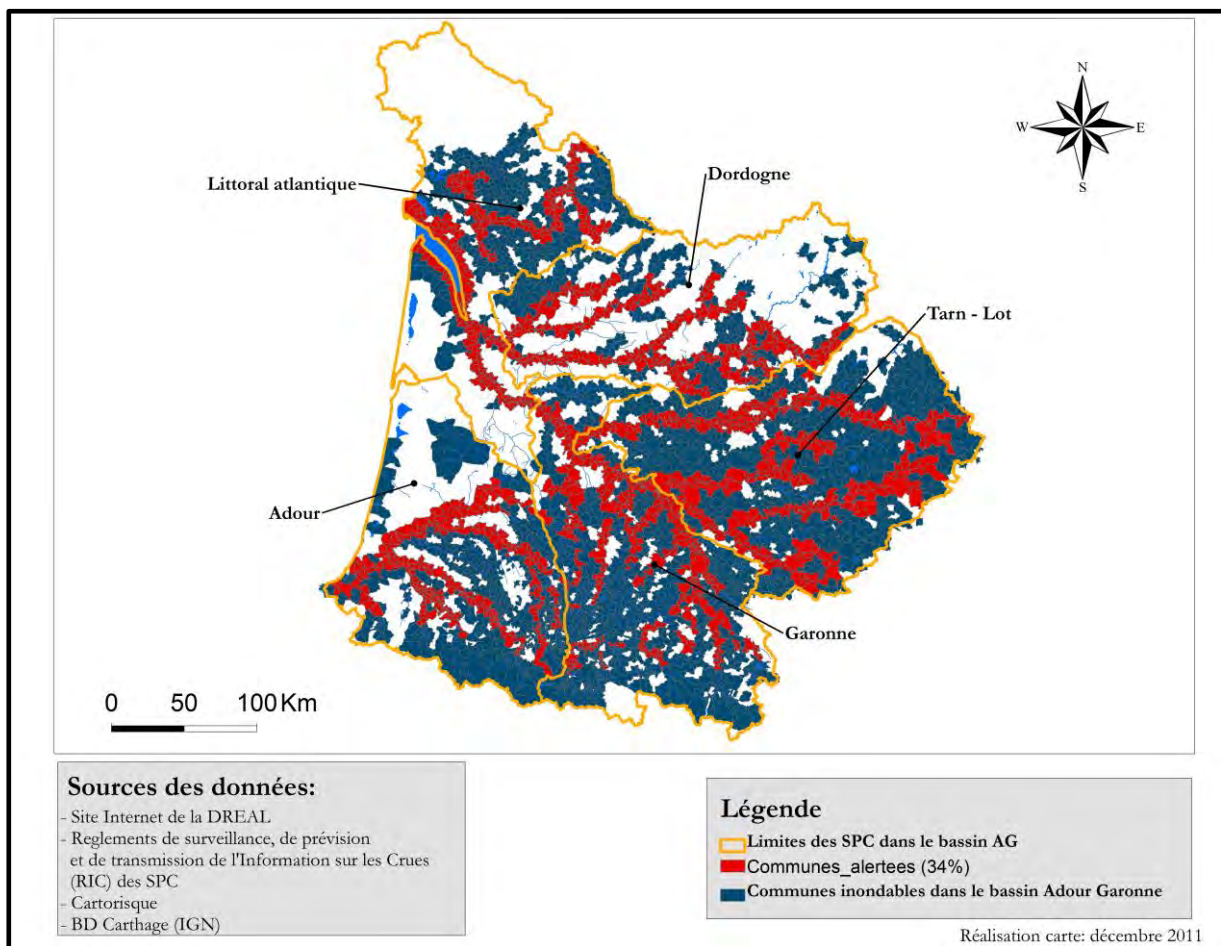 N
W
E
S
Littoral atlantique
Dordogne
Tarn - Lot
Adour
Garonne
0 50 100 Km
Sources des données:
- Site Internet de la DREAL
- Reglements de surveillance, de prévision
et de transmission de l'Information sur les Crues
(RIC) des SPC
- Cartorisque
- BD Carthage (IGN)
Légende
Limites des SPC dans le bassin AG
Communes_alertees (34%)
Communes inondables dans le bassin Adour Garonne
Réalisation carte: décembre 2011